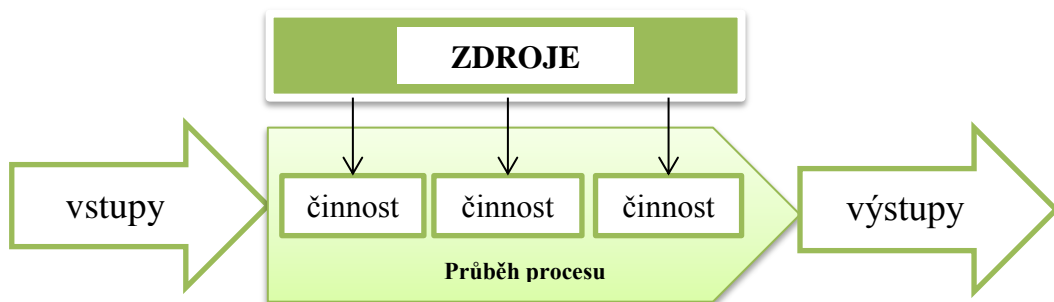 ZDROJE
vstupy
činnost
činnost
činnost
výstupy
Průběh procesu